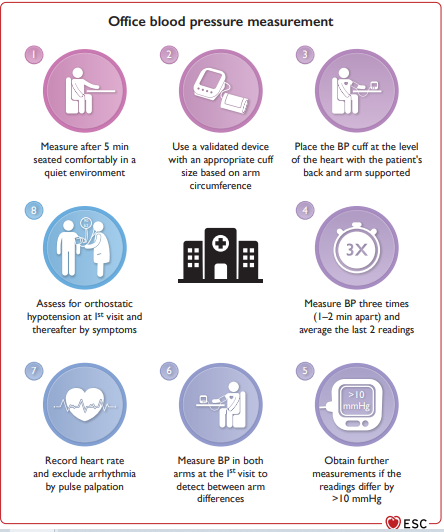 Office blood pressure measurement
1
Measure after 5 min
seated comfortably in a
quiet environment
2
Use a validated device
with an appropriate cuff
size based on arm
circumference
3
Place the BP cuff at the level
of the heart with the patient's
back and arm supported
4
3X
Measure BP three times
(1–2 min apart) and
average the last 2 readings
5
>10
mmHg
Obtain further
measurements if the
readings differ by
>10 mmHg
6
Measure BP in both
arms at the Ist visit to
detect between arm
differences
7
Record heart rate
and exclude arrhythmia
by pulse palpation
8
Assess for orthostatic
hypotension at Ist visit and
thereafter by symptoms
ESC